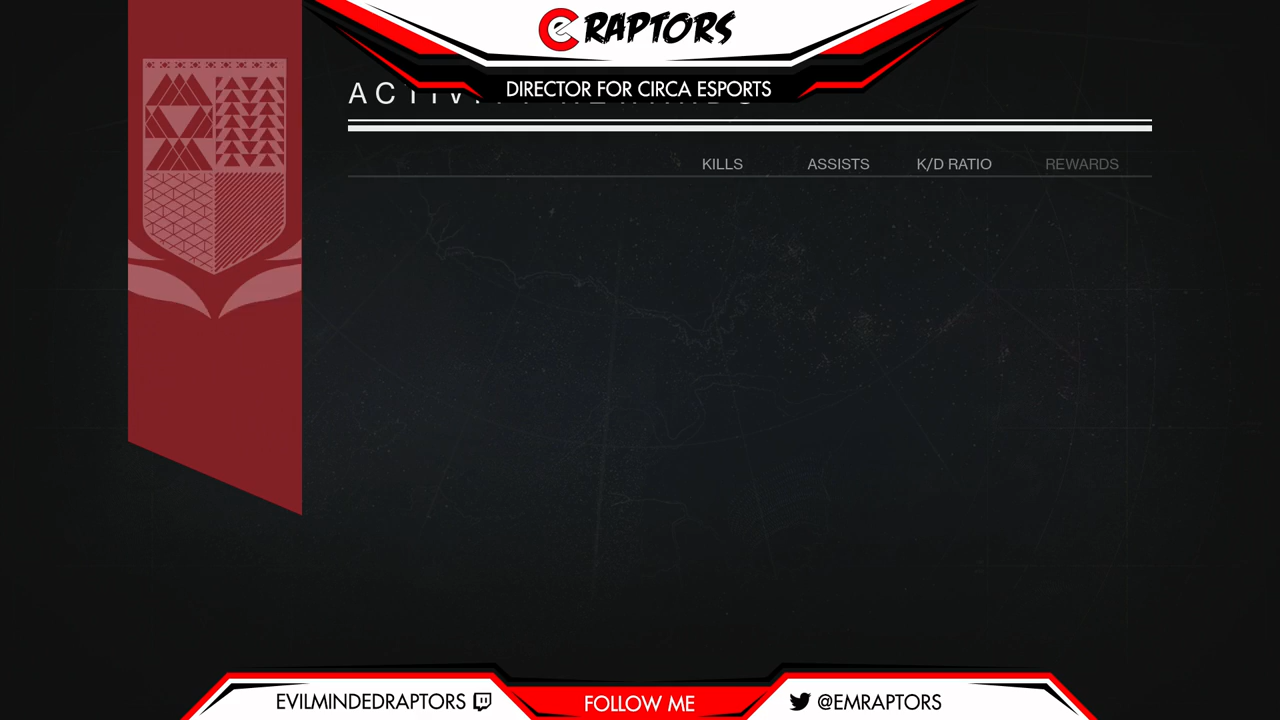 RAPTORS
DIRECTOR FOR CIRCA ESPORTS
KILLS ASSISTS K/D RATIO REWARDS
EVILMINDEDRAPTORS FOLLOW ME @EMRAPTORS